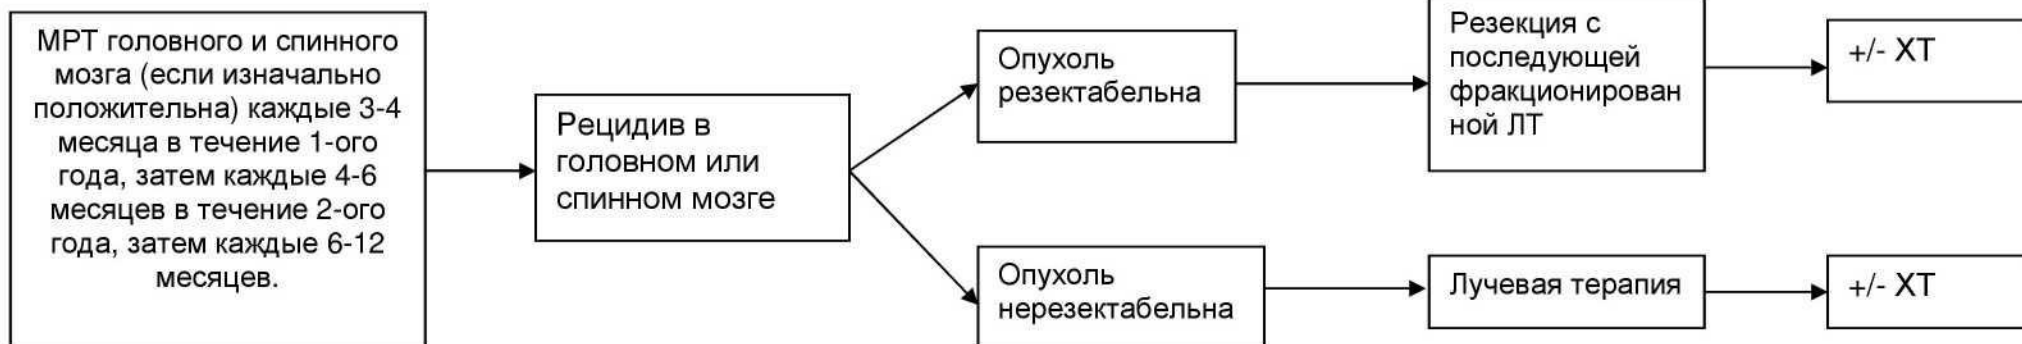 МРТ головного и спинного
мозга (если изначально
положительна) каждые 3-4
месяца в течение 1-ого
года, затем каждые 4-6
месяцев в течение 2-ого
года, затем каждые 6-12
месяцев.
Рецидив в
головном или
спинном мозге
Опухоль
резектабельна
Резекция с
последующей
фракционирован
ной ЛТ
+/- ХТ
Опухоль
нерезектабельна
Лучевая терапия
+/- ХТ